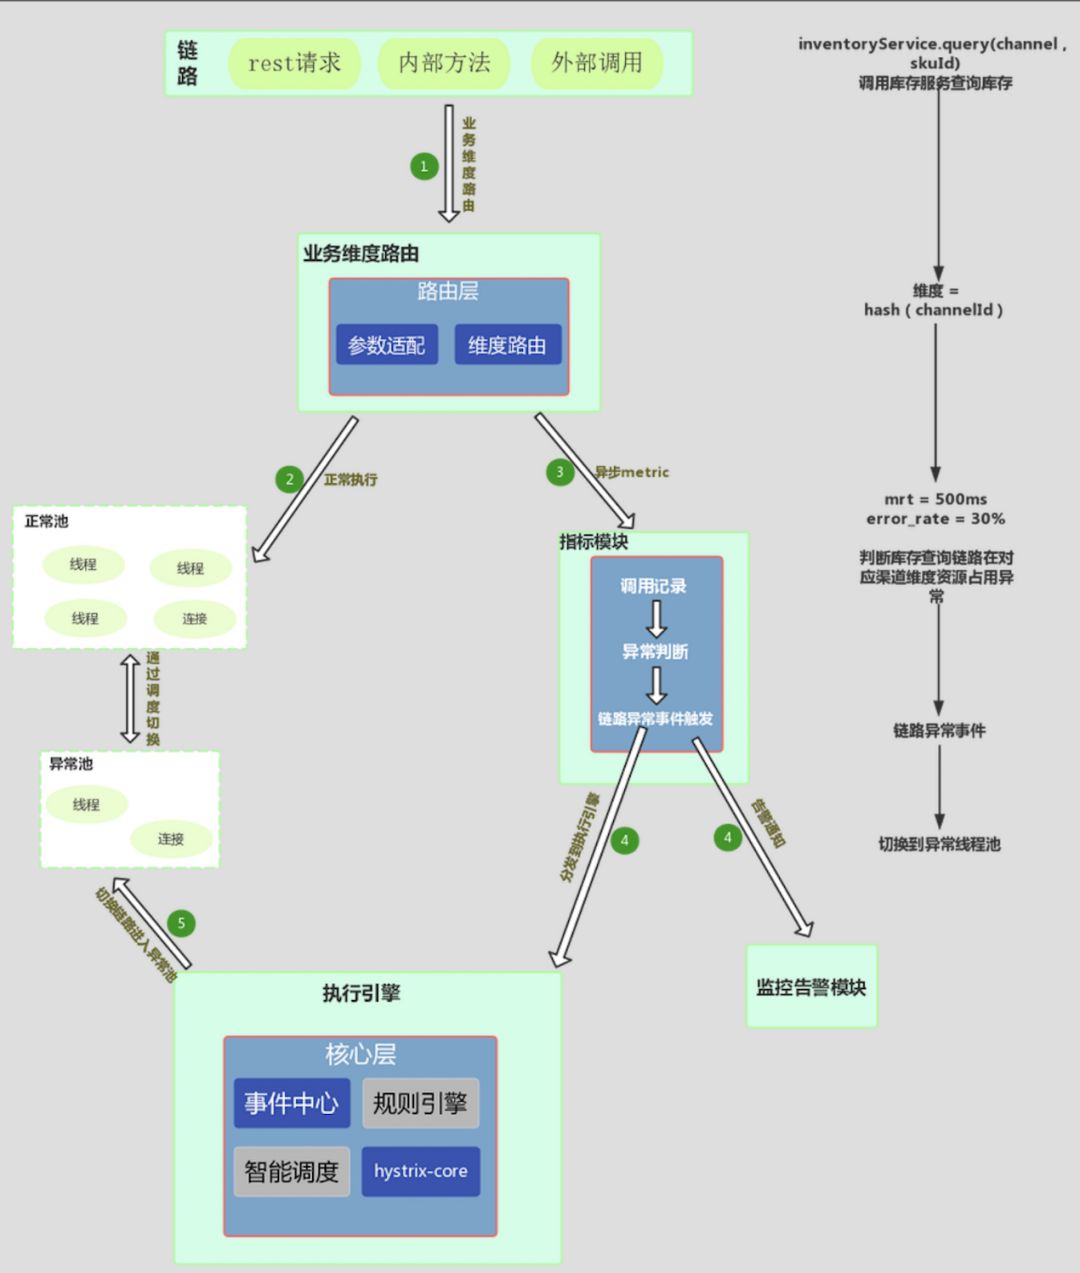 链
路
rest请求
内部方法
外部调用
1
业
务
维
度
路
由
业务维度路由
路由层
参数适配
维度路由
2
正常执行
3
异步metric
正常池
线程
线程
线程
连接
通
过
调
度
切
换
异常池
线程
连接
指标模块
调用记录
异常判断
链路异常事件触发
分发到执行引擎
4
4
告警通知
5
切换链路进入异常池
执行引擎
核心层
事件中心
规则引擎
智能调度
hystrix-core
监控告警模块
inventoryService.query(channel ,
skuId)
调用库存服务查询库存
维度 =
hash ( channelId )
mrt = 500ms
error_rate = 30%
判断库存查询链路在对
应渠道维度资源占用异
常
链路异常事件
切换到异常线程池